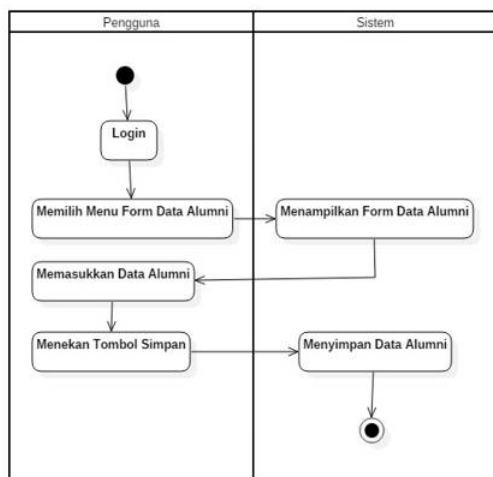 Pengguna
Sistem
Login
Memilih Menu Form Data Alumni
Menampilkan Form Data Alumni
Memasukkan Data Alumni
Menekan Tombol Simpan
Menyimpan Data Alumni